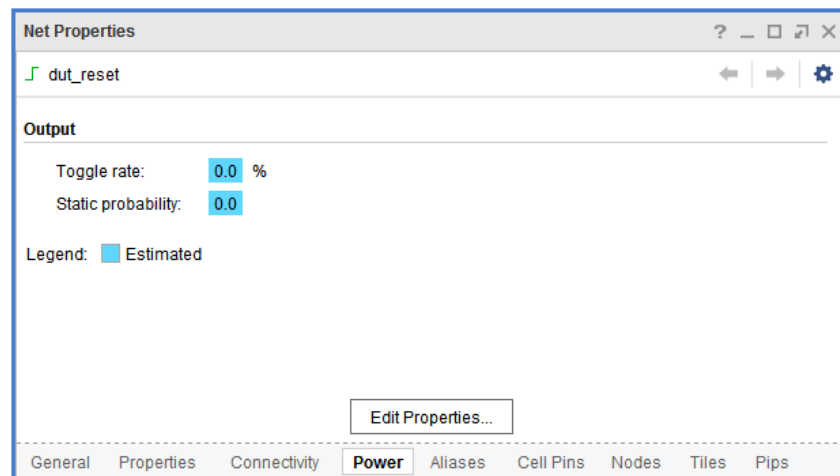 Net Properties
dut_reset
Output
Toggle rate: 0.0 %
Static probability: 0.0
Legend: Estimated
Edit Properties...
General Properties Connectivity Power Aliases Cell Pins Nodes Tiles Pips